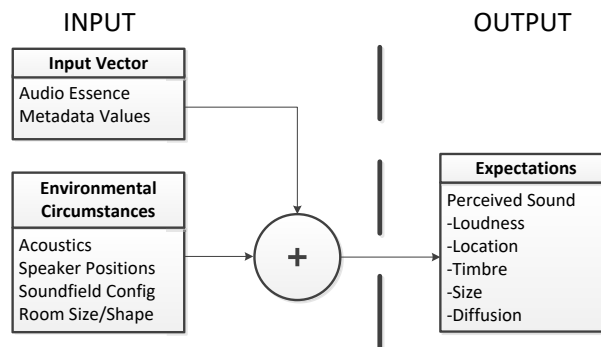 INPUT
OUTPUT
Input Vector
Audio Essence
Metadata Values
Environmental
Circumstances
Acoustics
Speaker Positions
Soundfield Config
Room Size/Shape
+
Expectations
Perceived Sound
-Loudness
-Location
-Timbre
-Size
-Diffusion